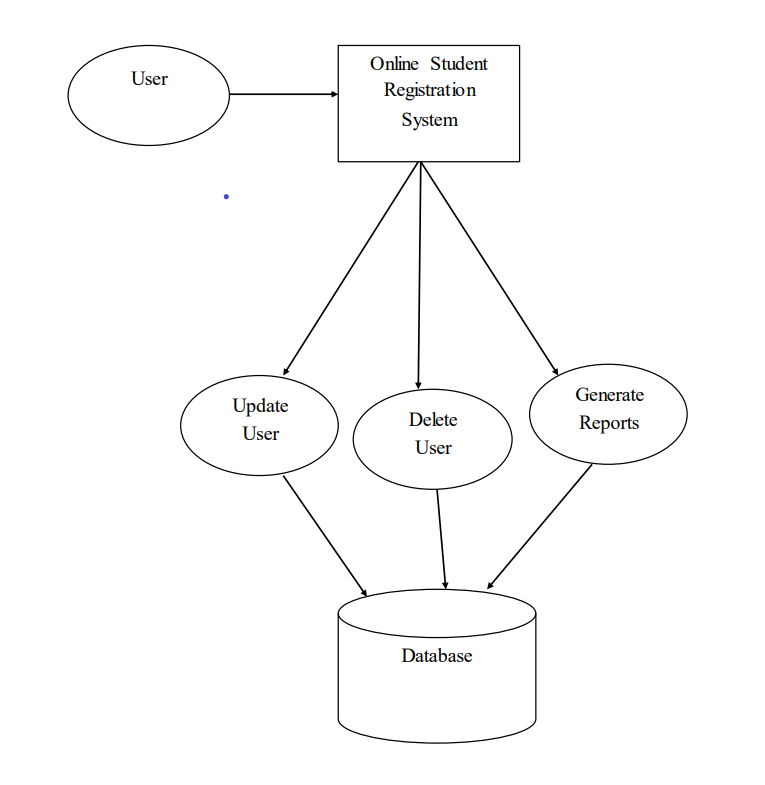 User
Online Student
Registration
System
Update
User
Delete
User
Generate
Reports
Database